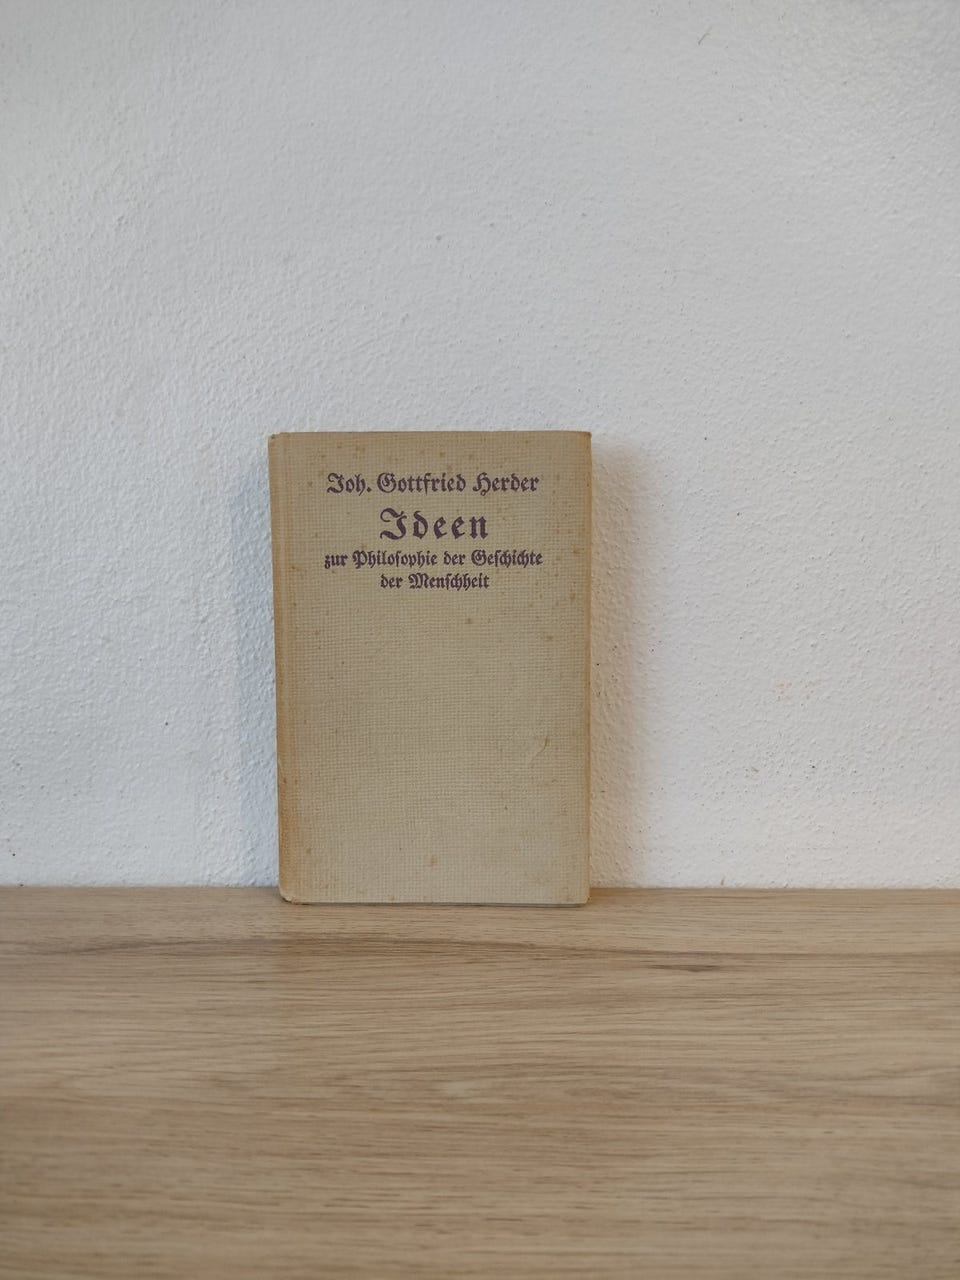 Joh. Gottfried Herder
Ideen
zur Philosophie der Geschichte
der Menschheit